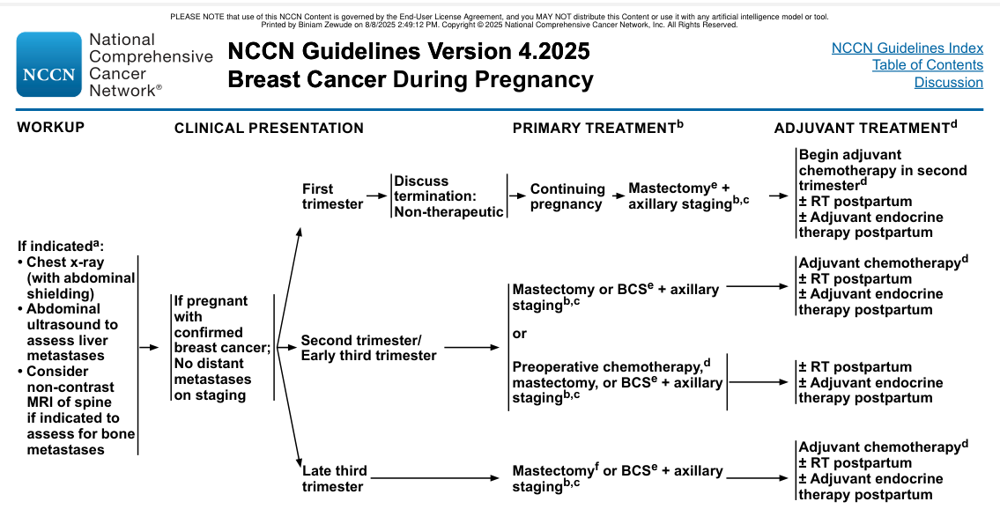 PLEASE NOTE that use of this NCCN Content is governed by the End-User License Agreement, and you MAY NOT distribute this Content or use it with any artificial intelligence model or tool.
Printed by Biniam Zewude on 8/8/2025 2:49:12 PM. Copyright © 2025 National Comprehensive Cancer Network, Inc. All Rights Reserved.
NCCN
National
Comprehensive
Cancer
Network®
NCCN Guidelines Version 4.2025
Breast Cancer During Pregnancy
NCCN Guidelines Index
Table of Contents
Discussion
WORKUP
CLINICAL PRESENTATION
PRIMARY TREATMENTb
ADJUVANT TREATMENTd
If indicateda:
• Chest x-ray
(with abdominal
shielding)
• Abdominal
ultrasound to
assess liver
metastases
• Consider
non-contrast
MRI of spine
if indicated to
assess for bone
metastases
If pregnant
with
confirmed
breast cancer;
No distant
metastases
on staging
First
trimester
Discuss
termination:
Non-therapeutic
Continuing
pregnancy
Mastectomye +
axillary stagingb,c
Begin adjuvant
chemotherapy in second
trimesterd
± RT postpartum
± Adjuvant endocrine
therapy postpartum
Second trimester/
Early third trimester
Mastectomy or BCSe + axillary
stagingb,c
Adjuvant chemotherapyd
± RT postpartum
± Adjuvant endocrine
therapy postpartum
or
Preoperative chemotherapy,d
mastectomy, or BCSe + axillary
stagingb,c
± RT postpartum
± Adjuvant endocrine
therapy postpartum
Late third
trimester
Mastectomyf or BCSe + axillary
stagingb,c
Adjuvant chemotherapyd
± RT postpartum
± Adjuvant endocrine
therapy postpartum